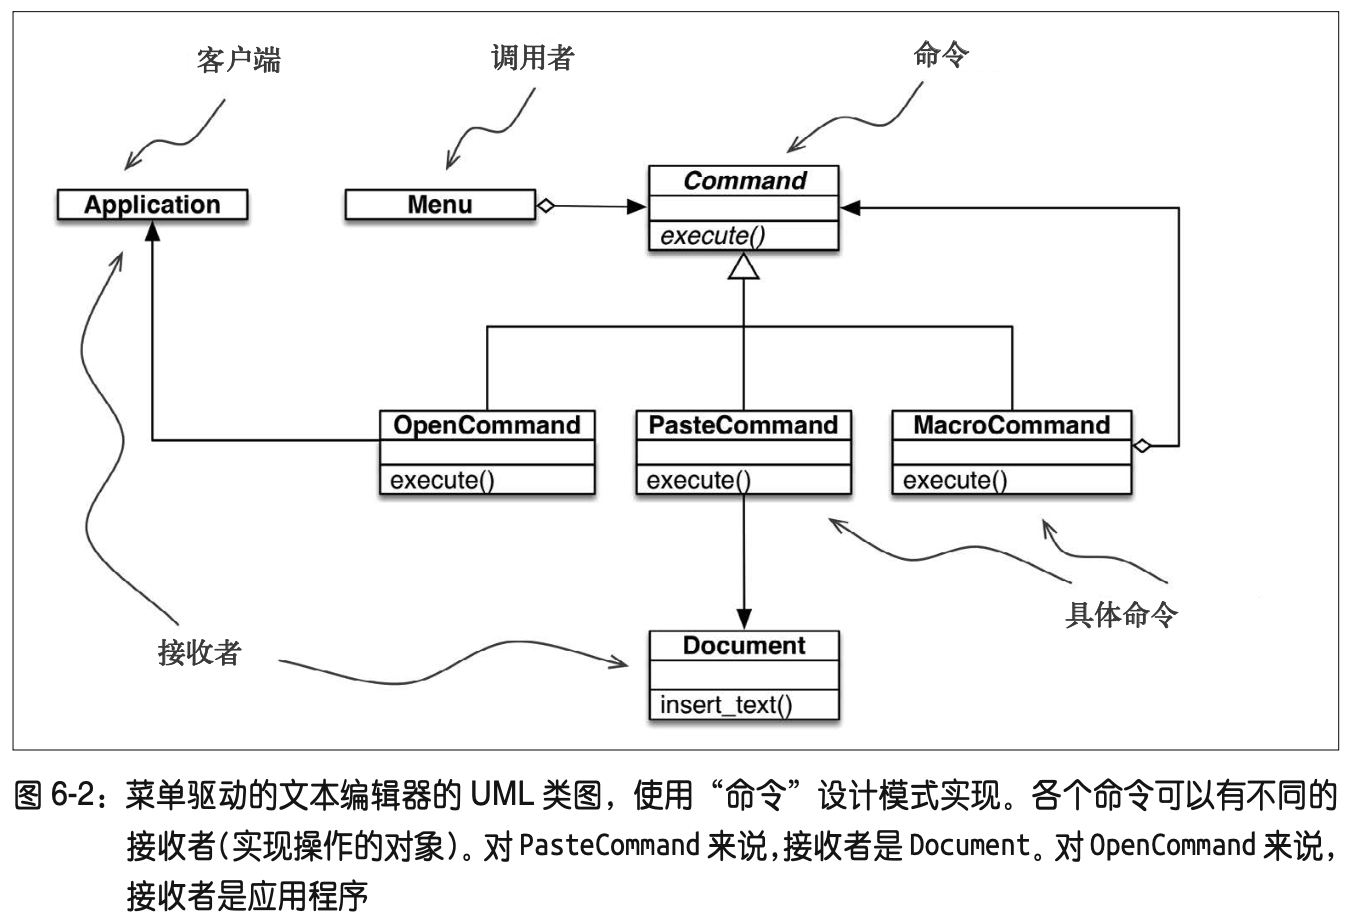 客户端
调用者
命令
Application
Menu
Command
execute()
OpenCommand
execute()
PasteCommand
execute()
MacroCommand
execute()
具体命令
接收者
Document
insert_text()
图 6-2：菜单驱动的文本编辑器的 UML 类图，使用“命令”设计模式实现。各个命令可以有不同的
接收者(实现操作的对象)。对 PasteCommand 来说,接收者是 Document。对 OpenCommand 来说,
接收者是应用程序